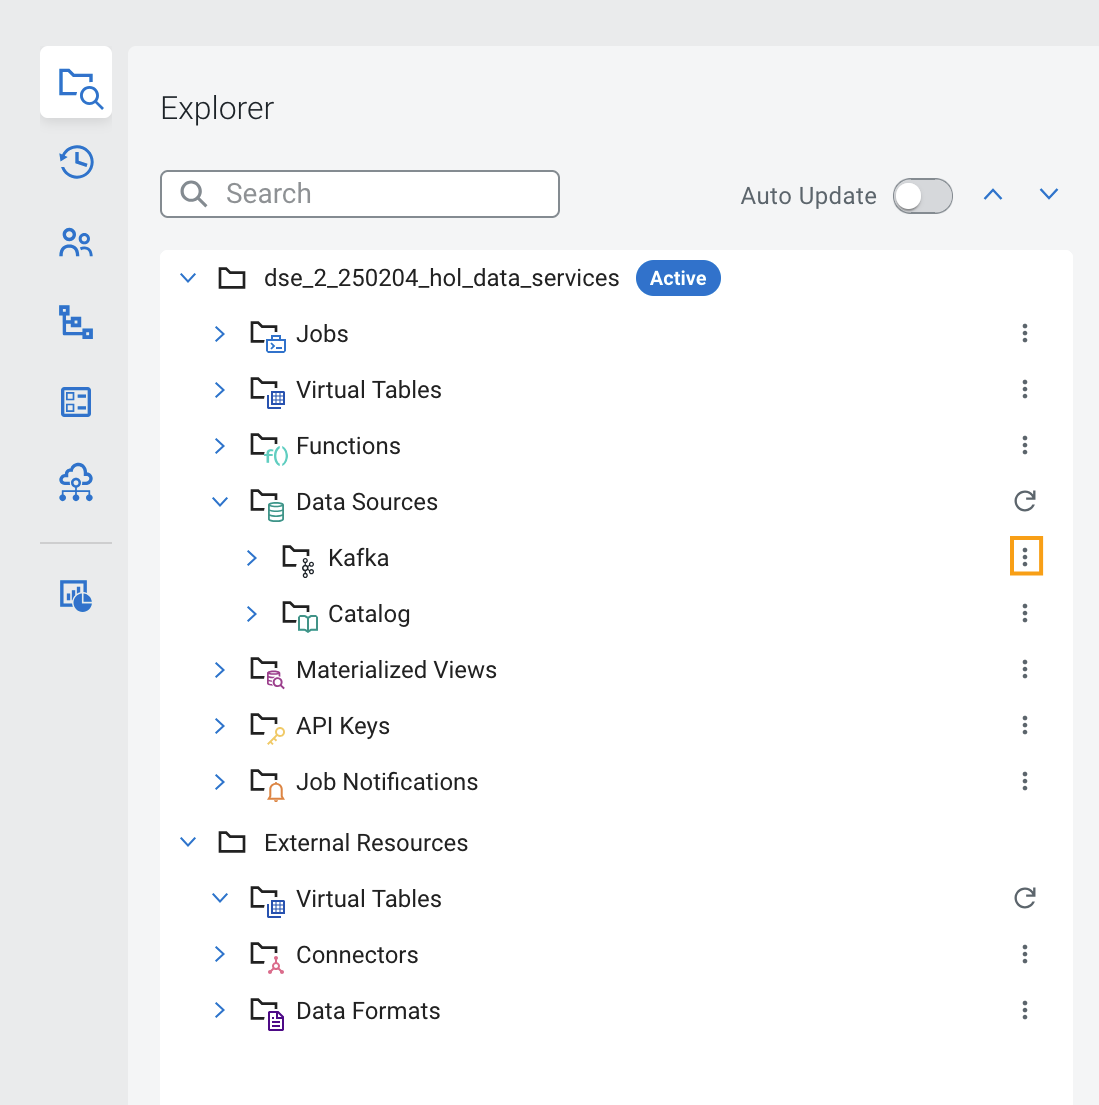 Explorer
Search
Auto Update
dse_2_250204_hol_data_services Active
Jobs
Virtual Tables
f() Functions
Data Sources
Kafka
Catalog
Materialized Views
API Keys
Job Notifications
External Resources
Virtual Tables
Connectors
Data Formats